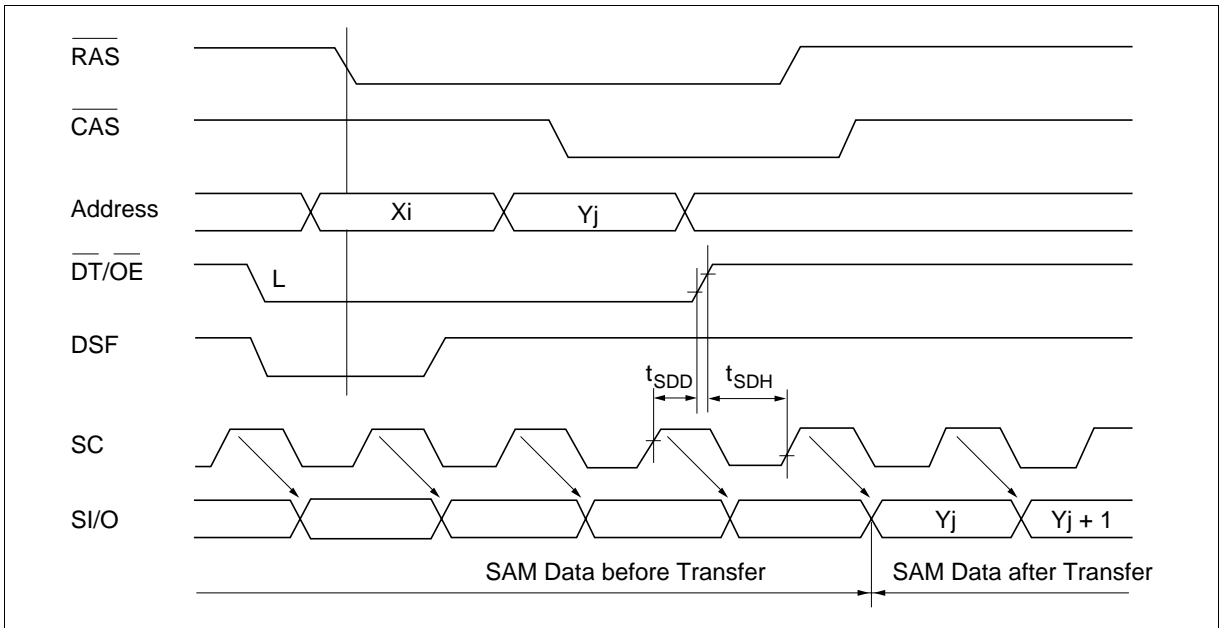 RAS
CAS
Address
Xi
Yj
DT/OE
L
DSF
tSDD
tSDH
SC
SI/O
Yj
Yj + 1
SAM Data before Transfer
SAM Data after Transfer